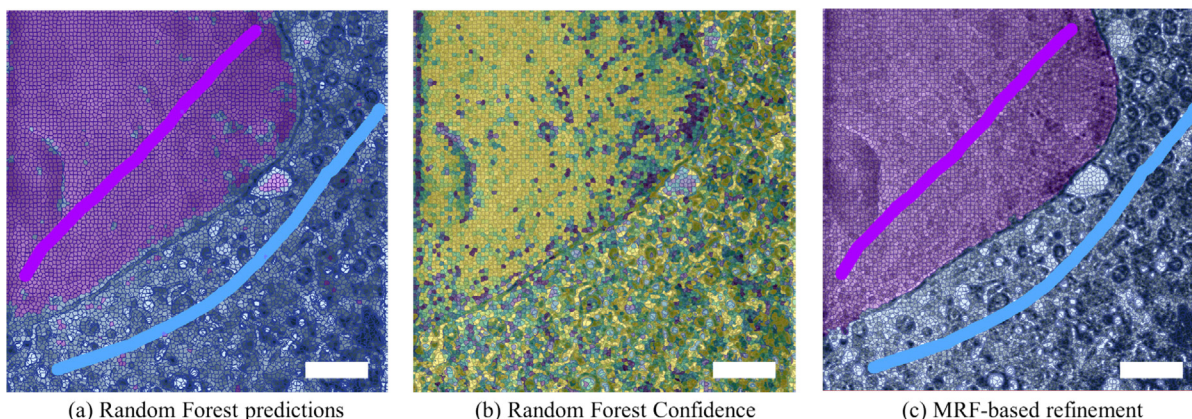 (a) Random Forest predictions
(b) Random Forest Confidence
(c) MRF-based refinement